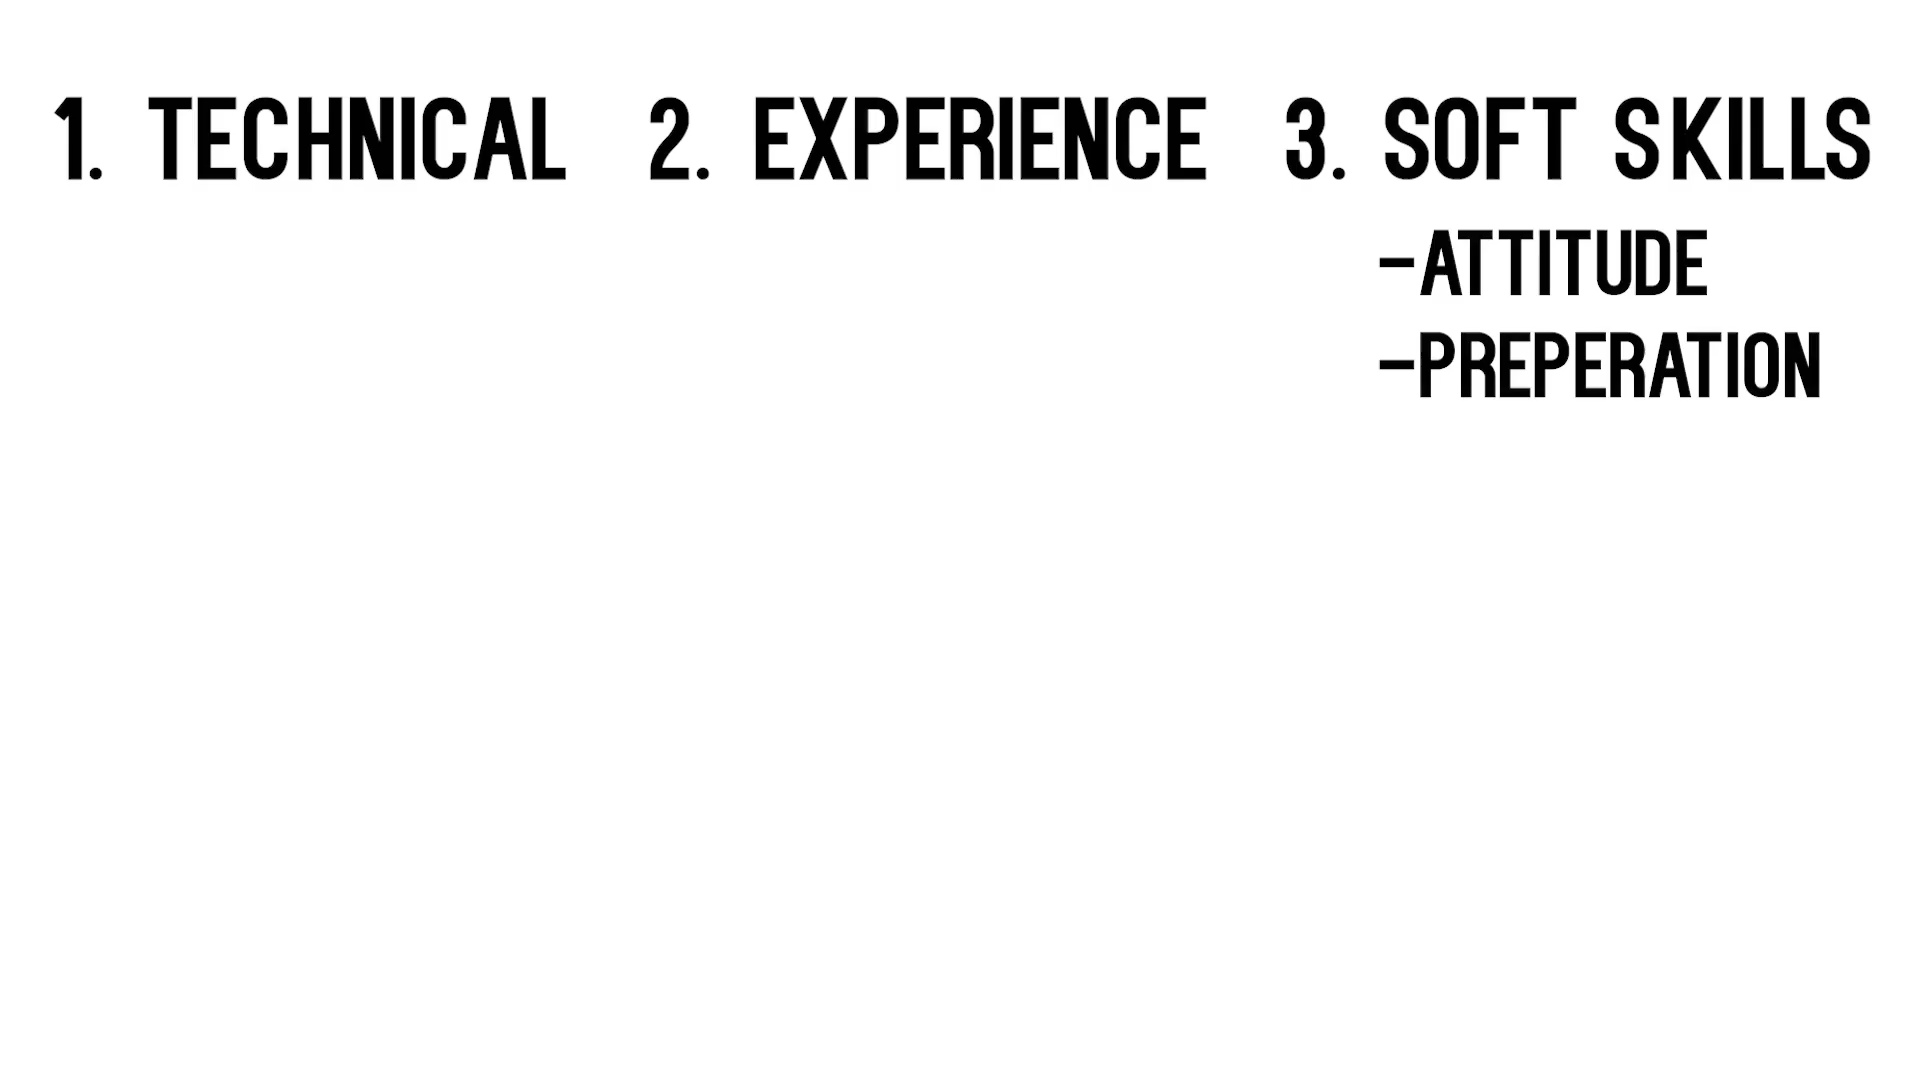 1. TECHNICAL 2. EXPERIENCE 3. SOFT SKILLS
-ATTITUDE
-PREPERATION